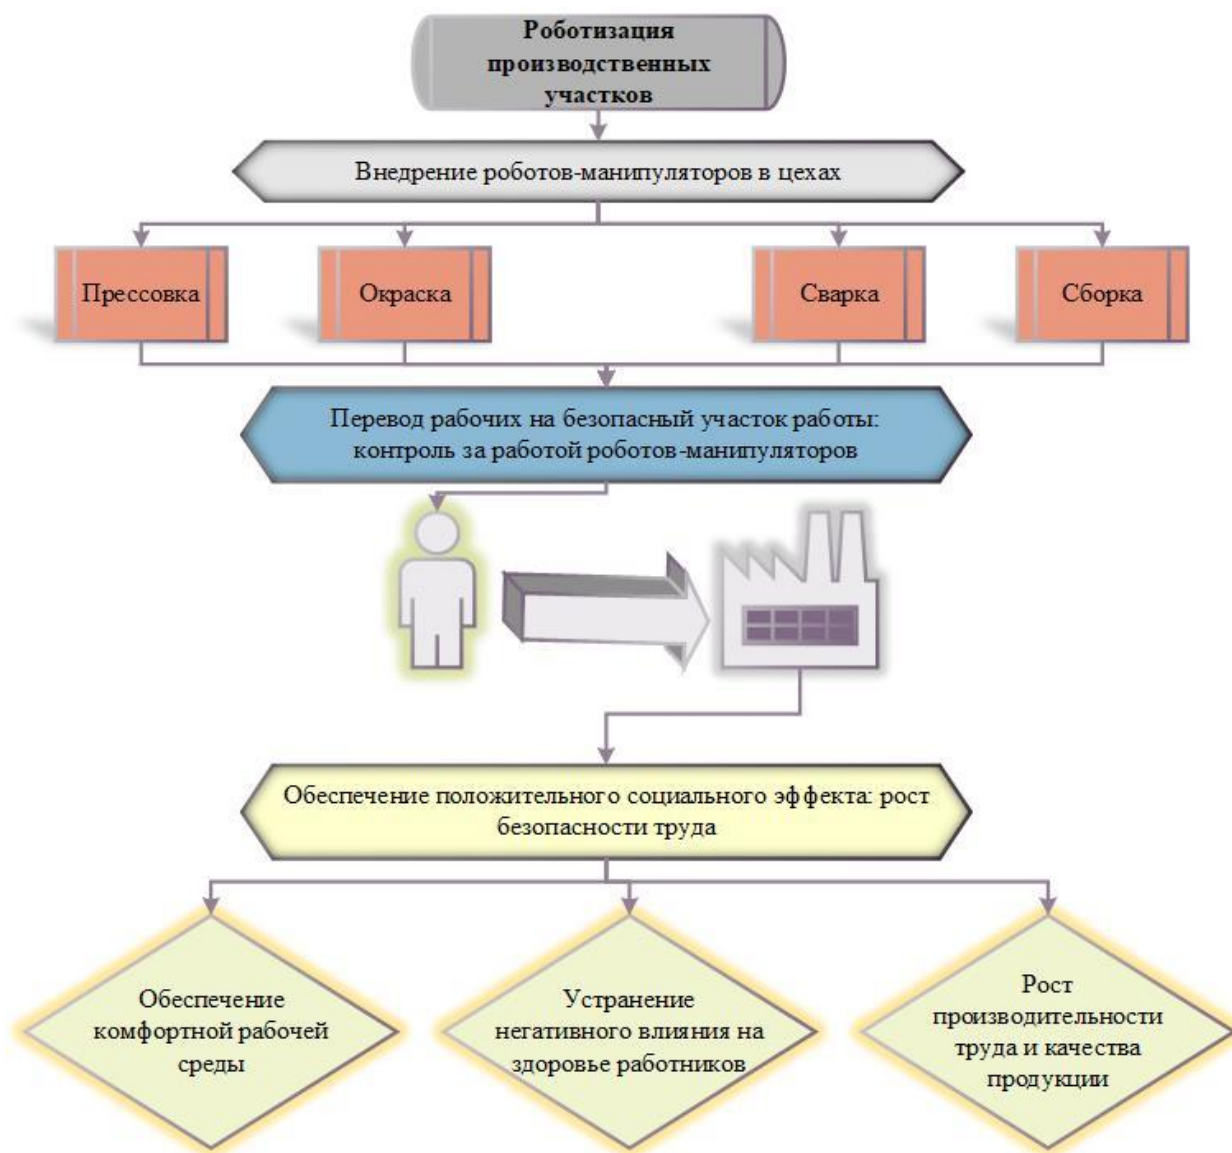 Роботизация
производственных
участков
Внедрение роботов-манипуляторов в цехах
Прессовка
Окраска
Сварка
Сборка
Перевод рабочих на безопасный участок работы:
контроль за работой роботов-манипуляторов
Обеспечение положительного социального эффекта: рост
безопасности труда
Обеспечение
комфортной рабочей
среды
Устранение
негативного влияния на
здоровье работников
Рост
производительности
труда и качества
продукции